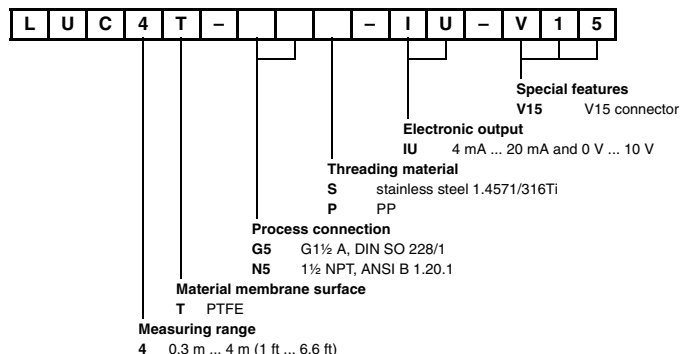 L U C 4 T – – I U – V 1 5
Special features
V15 V15 connector
Electronic output
IU 4 mA ... 20 mA and 0 V ... 10 V
Threading material
S stainless steel 1.4571/316Ti
P PP
Process connection
G5 G1½ A, DIN SO 228/1
N5 1½ NPT, ANSI B 1.20.1
Material membrane surface
T PTFE
Measuring range
4 0.3 m ... 4 m (1 ft ... 6.6 ft)